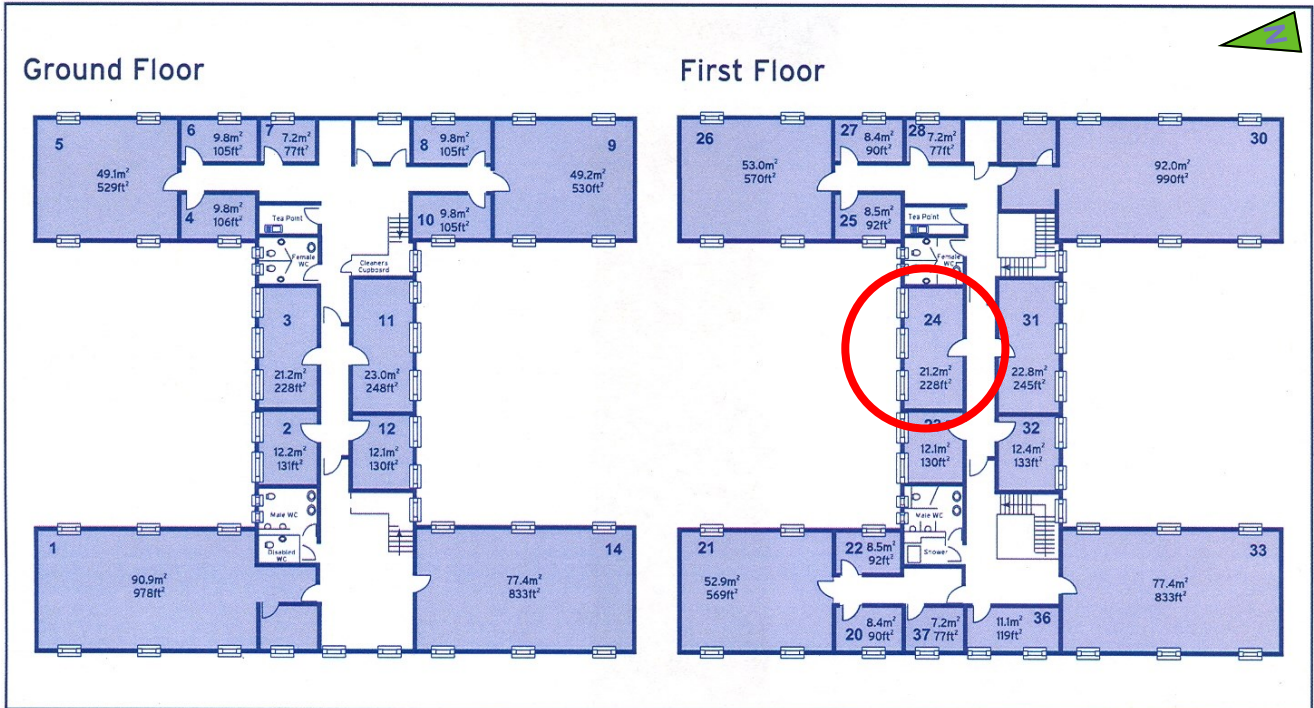 N
Ground Floor
First Floor
5
49.1m²
529ft²
6
9.8m²
105ft²
7
7.2m²
77ft²
8
9.8m²
105ft²
9
49.2m²
530ft²
4
9.8m²
106ft²
Tea Point
10
9.8m²
105ft²
Female
WC
Cleaners
Cupboard
3
21.2m²
228ft²
11
23.0m²
248ft²
2
12.2m²
131ft²
12
12.1m²
130ft²
Male WC
Disabled
WC
1
90.9m²
978ft²
14
77.4m²
833ft²
26
53.0m²
570ft²
27
8.4m²
90ft²
28
7.2m²
77ft²
30
92.0m²
990ft²
25
8.5m²
92ft²
Tea Point
Female
WC
24
21.2m²
228ft²
31
22.8m²
245ft²
23
12.1m²
130ft²
32
12.4m²
133ft²
Male WC
Shower
21
52.9m²
569ft²
22
8.5m²
92ft²
33
77.4m²
833ft²
20
8.4m²
90ft²
37
7.2m²
77ft²
36
11.1m²
119ft²